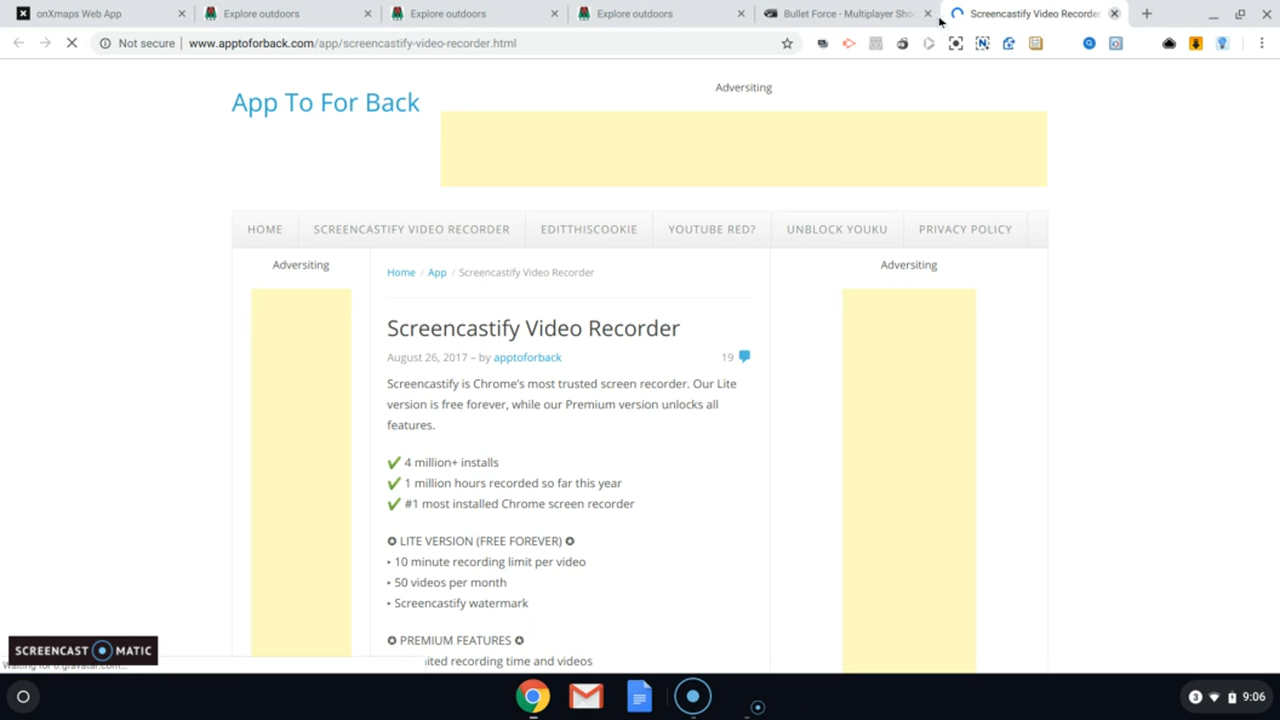 onXmaps Web App
Explore outdoors
Explore outdoors
Explore outdoors
Bullet Force - Multiplayer Sho
Screencastify Video Recorder
Not secure
www.apptoforback.com/app/screencastify-video-recorder.html
App To For Back
Adversiting
HOME
SCREENCASTIFY VIDEO RECORDER
EDITTHISCOOKIE
YOUTUBE RED?
UNBLOCK YOUKU
PRIVACY POLICY
Adversiting
Home / App / Screencastify Video Recorder
Adversiting
Screencastify Video Recorder
August 26, 2017 – by apptoforback
19
Screencastify is Chrome's most trusted screen recorder. Our Lite
version is free forever, while our Premium version unlocks all
features.
✔ 4 million+ installs
✔ 1 million hours recorded so far this year
✔ #1 most installed Chrome screen recorder
✪ LITE VERSION (FREE FOREVER) ✪
• 10 minute recording limit per video
• 50 videos per month
• Screencastify watermark
✪ PREMIUM FEATURES ✪
recording time and videos
SCREENCAST MATIC
3
9:06